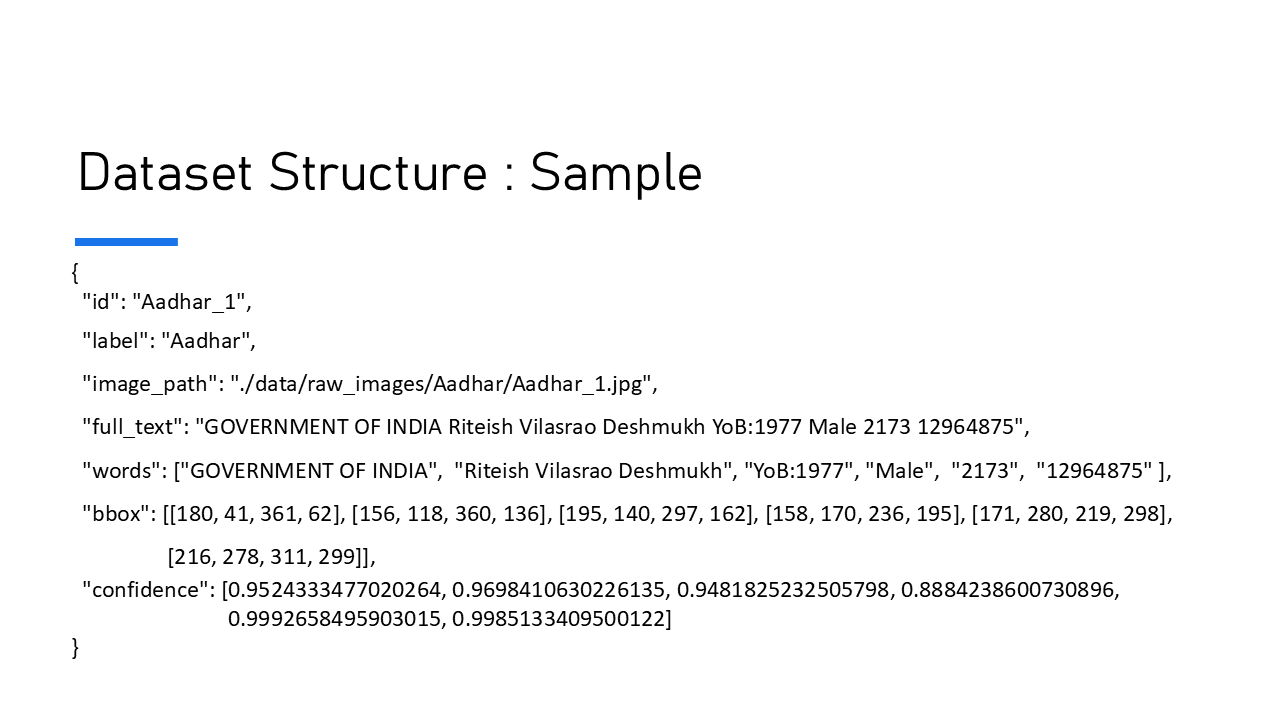 Dataset Structure : Sample
{
"id": "Aadhar_1",
"label": "Aadhar",
"image_path": "./data/raw_images/Aadhar/Aadhar_1.jpg",
"full_text": "GOVERNMENT OF INDIA Riteish Vilasrao Deshmukh YoB:1977 Male 2173 12964875",
"words": ["GOVERNMENT OF INDIA",  "Riteish Vilasrao Deshmukh", "YoB:1977", "Male",  "2173",  "12964875" ],
"bbox": [[180, 41, 361, 62], [156, 118, 360, 136], [195, 140, 297, 162], [158, 170, 236, 195], [171, 280, 219, 298],
[216, 278, 311, 299]],
"confidence": [0.9524333477020264, 0.9698410630226135, 0.9481825232505798, 0.8884238600730896,
0.9992658495903015, 0.9985133409500122]
}